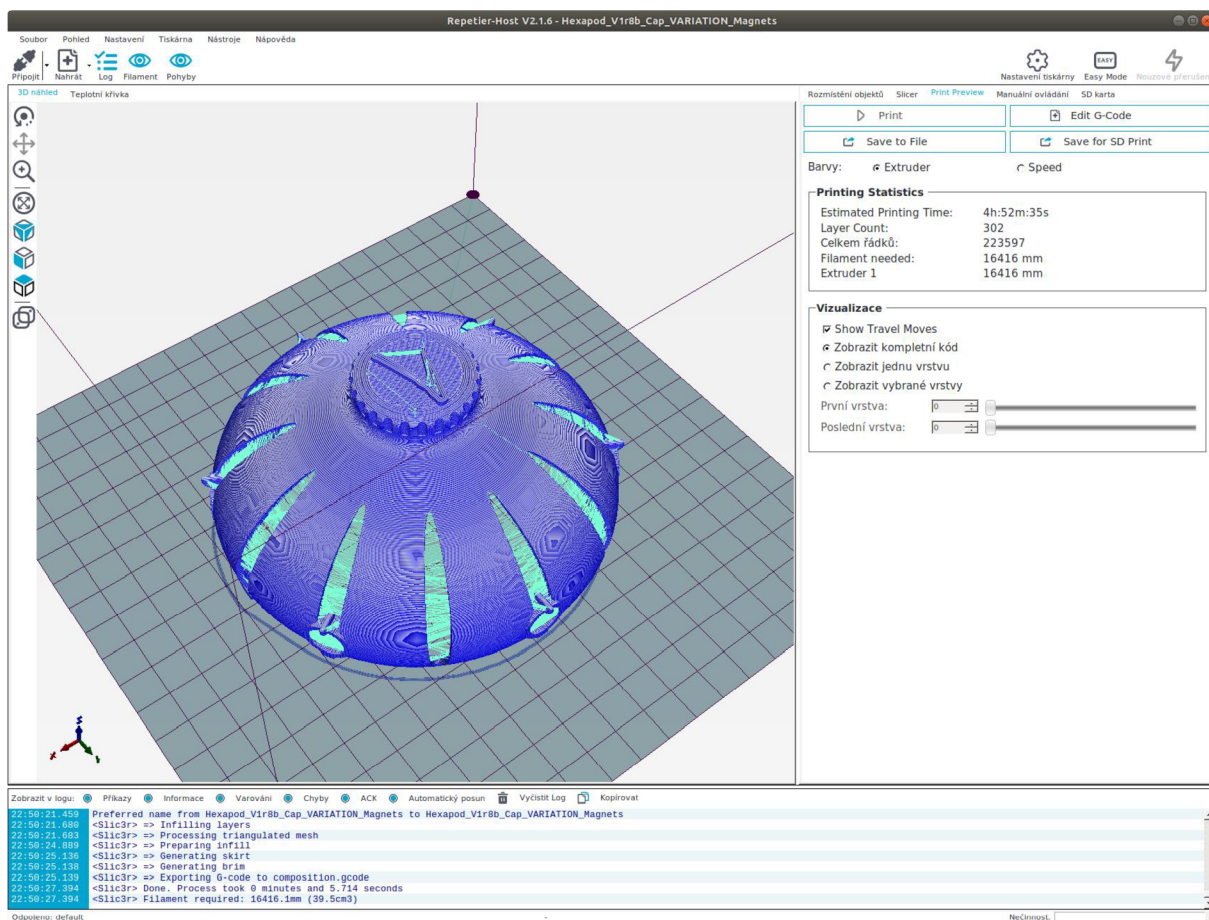 Repetier-Host V2.1.6 - Hexapod_V1r8b_Cap_VARIATION_Magnets
Soubor Pohled Nastavení Tiskárna Nástroje Nápověda
Připojit Nahrát Log Filament Pohyby
EASY
Nastavení tiskárny Easy Mode Nouzové přerušen
3D náhled Teplotní křivka
Rozmístění objektů Slicer Print Preview Manuální ovládání SD karta
Print Edit G-Code
Save to File Save for SD Print
Barvy: Extruder Speed
Printing Statistics
Estimated Printing Time: 4h:52m:35s
Layer Count: 302
Celkem řádků: 223597
Filament needed: 16416 mm
Extruder 1 16416 mm
Vizualizace
Show Travel Moves
Zobrazit kompletní kód
Zobrazit jednu vrstvu
Zobrazit vybrané vrstvy
První vrstva: 0
Poslední vrstva: 0
Zobrazit v logu: Příkazy Informace Varování Chyby ACK Automatický posun Vyčistit Log Kopírovat
22:50:21.459 Preferred name from Hexapod_V1r8b_Cap_VARIATION_Magnets to Hexapod_V1r8b_Cap_VARIATION_Magnets
22:50:21.680 <Slic3r> => Infilling layers
22:50:21.683 <Slic3r> => Processing triangulated mesh
22:50:24.889 <Slic3r> => Preparing infill
22:50:25.136 <Slic3r> => Generating skirt
22:50:25.138 <Slic3r> => Generating brim
22:50:25.139 <Slic3r> => Exporting G-code to composition.gcode
22:50:27.394 <Slic3r> Done. Process took 0 minutes and 5.714 seconds
22:50:27.394 <Slic3r> Filament required: 16416.1mm (39.5cm3)
Odpojeno: default - Nečinnost.